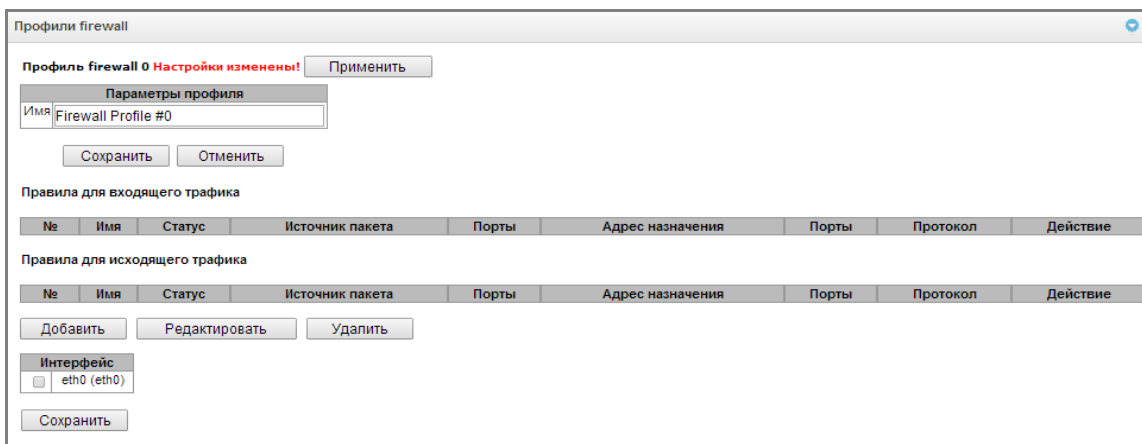 Профили firewall
Профиль firewall 0 Настройки изменены! Применить
Параметры профиля
Имя Firewall Profile #0
Сохранить Отменить
Правила для входящего трафика
№ Имя Статус Источник пакета Порты Адрес назначения Порты Протокол Действие
Правила для исходящего трафика
№ Имя Статус Источник пакета Порты Адрес назначения Порты Протокол Действие
Добавить Редактировать Удалить
Интерфейс
eth0 (eth0)
Сохранить